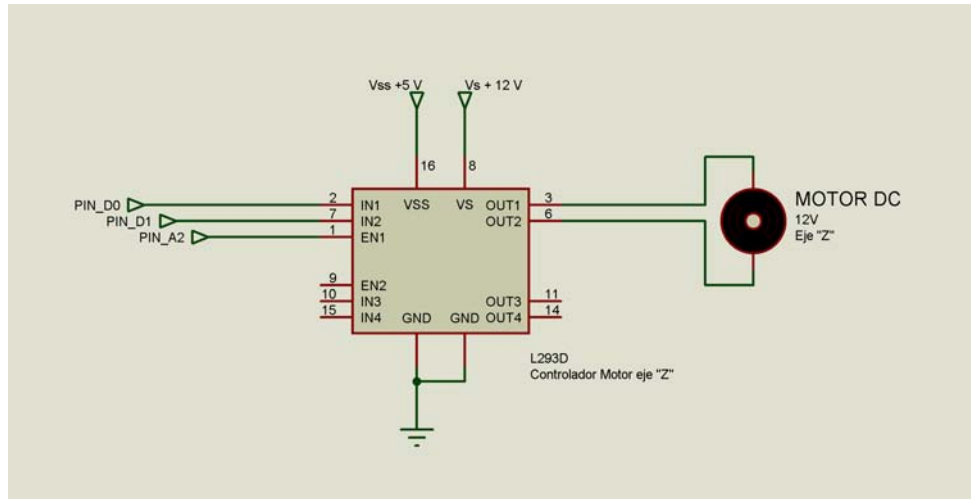 Vss +5 V
Vs + 12 V
16
8
PIN_D0
2
IN1
VSS
VS
OUT1
3
PIN_D1
7
IN2
OUT2
6
PIN_A2
1
EN1
MOTOR DC
12V
Eje "Z"
9
EN2
10
IN3
OUT3
11
15
IN4
GND
GND
OUT4
14
L293D
Controlador Motor eje "Z"